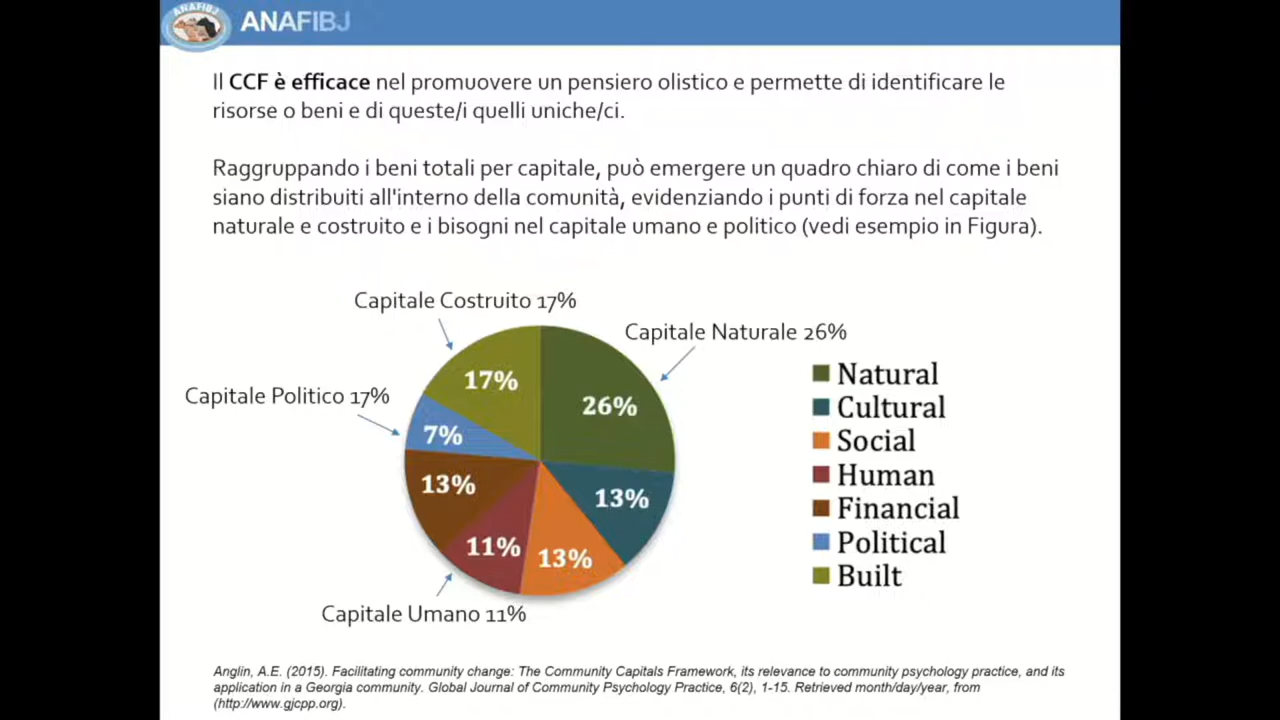 ANAFIBJ
ANAFIBJ
Il CCF è efficace nel promuovere un pensiero olistico e permette di identificare le
risorse o beni e di queste/i quelli uniche/ci.
Raggruppando i beni totali per capitale, può emergere un quadro chiaro di come i beni
siano distribuiti all'interno della comunità, evidenziando i punti di forza nel capitale
naturale e costruito e i bisogni nel capitale umano e politico (vedi esempio in Figura).
Capitale Costruito 17%
Capitale Naturale 26%
Capitale Politico 17%
17%
26%
7%
13%
13%
11%
13%
Capitale Umano 11%
Natural
Cultural
Social
Human
Financial
Political
Built
Anglin, A.E. (2015). Facilitating community change: The Community Capitals Framework, its relevance to community psychology practice, and its
application in a Georgia community. Global Journal of Community Psychology Practice, 6(2), 1-15. Retrieved month/day/year, from
(http://www.gjcpp.org).